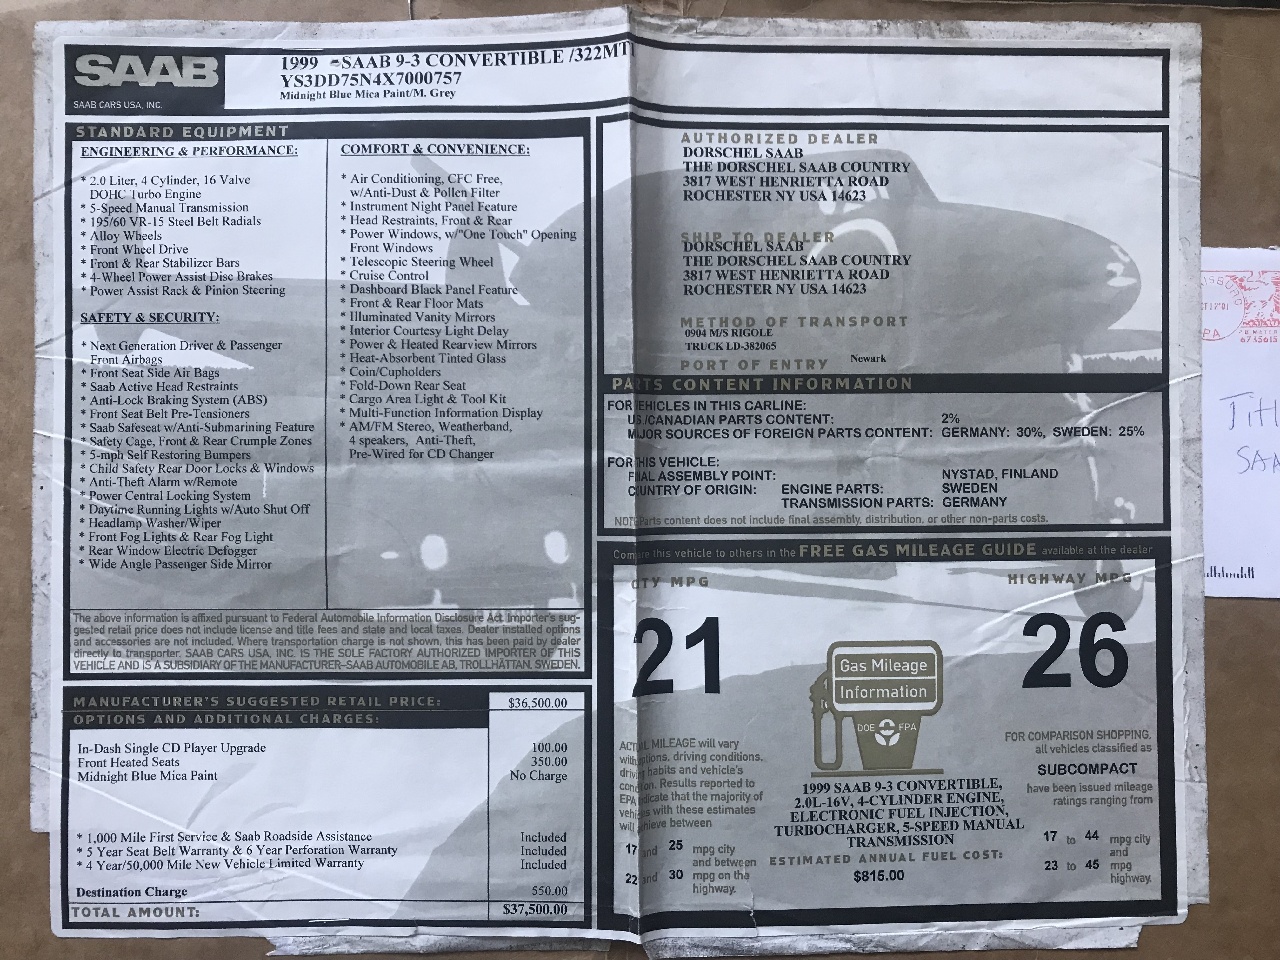 SAAB
SAAB CARS USA, INC.
1999 -SAAB 9-3 CONVERTIBLE /322MT
YS3DD75N4X7000757
Midnight Blue Mica Paint/M. Grey
STANDARD EQUIPMENT
ENGINEERING & PERFORMANCE:
* 2.0 Liter, 4 Cylinder, 16 Valve
DOHC Turbo Engine
* 5-Speed Manual Transmission
* 195/60 VR-15 Steel Belt Radials
* Alloy Wheels
* Front Wheel Drive
* Front & Rear Stabilizer Bars
* 4-Wheel Power Assist Disc Brakes
* Power Assist Rack & Pinion Steering
SAFETY & SECURITY:
* Next Generation Driver & Passenger
Front Airbags
* Front Seat Side Air Bags
* Saab Active Head Restraints
* Anti-Lock Braking System (ABS)
* Front Seat Belt Pre-Tensioners
* Saab Safeseat w/Anti-Submarining Feature
* Safety Cage, Front & Rear Crumple Zones
* 5-mph Self Restoring Bumpers
* Child Safety Rear Door Locks & Windows
* Anti-Theft Alarm w/Remote
* Power Central Locking System
* Daytime Running Lights w/Auto Shut Off
* Headlamp Washer/Wiper
* Front Fog Lights & Rear Fog Light
* Rear Window Electric Defogger
* Wide Angle Passenger Side Mirror
COMFORT & CONVENIENCE:
* Air Conditioning, CFC Free,
w/Anti-Dust & Pollen Filter
* Instrument Night Panel Feature
* Head Restraints, Front & Rear
* Power Windows, w/"One Touch" Opening
Front Windows
* Telescopic Steering Wheel
* Cruise Control
* Dashboard Black Panel Feature
* Front & Rear Floor Mats
* Illuminated Vanity Mirrors
* Interior Courtesy Light Delay
* Power & Heated Rearview Mirrors
* Heat-Absorbent Tinted Glass
* Coin/Cupholders
* Fold-Down Rear Seat
* Cargo Area Light & Tool Kit
* Multi-Function Information Display
* AM/FM Stereo, Weatherband,
4 speakers, Anti-Theft,
Pre-Wired for CD Changer
The above information is affixed pursuant to Federal Automobile Information Disclosure Act. Importer's sug-
gested retail price does not include license and title fees and state and local taxes. Dealer installed options
and accessories are not included. Where transportation charge is not shown, this has been paid by dealer
directly to transporter. SAAB CARS USA, INC. IS THE SOLE FACTORY AUTHORIZED IMPORTER OF THIS
VEHICLE AND IS A SUBSIDIARY OF THE MANUFACTURER–SAAB AUTOMOBILE AB, TROLLHÄTTAN, SWEDEN.
MANUFACTURER'S SUGGESTED RETAIL PRICE: $36,500.00
OPTIONS AND ADDITIONAL CHARGES:
In-Dash Single CD Player Upgrade 100.00
Front Heated Seats 350.00
Midnight Blue Mica Paint No Charge
* 1,000 Mile First Service & Saab Roadside Assistance Included
* 5 Year Seat Belt Warranty & 6 Year Perforation Warranty Included
* 4 Year/50,000 Mile New Vehicle Limited Warranty Included
Destination Charge 550.00
TOTAL AMOUNT: $37,500.00
AUTHORIZED DEALER
DORSCHEL SAAB
THE DORSCHEL SAAB COUNTRY
3817 WEST HENRIETTA ROAD
ROCHESTER NY USA 14623
SHIP TO DEALER
DORSCHEL SAAB
THE DORSCHEL SAAB COUNTRY
3817 WEST HENRIETTA ROAD
ROCHESTER NY USA 14623
METHOD OF TRANSPORT
0904 M/S RIGOLE
TRUCK LD-382065
Newark
PORT OF ENTRY
PARTS CONTENT INFORMATION
FOR VEHICLES IN THIS CARLINE:
US/CANADIAN PARTS CONTENT: 2%
MAJOR SOURCES OF FOREIGN PARTS CONTENT: GERMANY: 30%, SWEDEN: 25%
FOR THIS VEHICLE:
FINAL ASSEMBLY POINT: NYSTAD, FINLAND
COUNTRY OF ORIGIN: ENGINE PARTS: SWEDEN
TRANSMISSION PARTS: GERMANY
NOTE: Parts content does not include final assembly, distribution, or other non-parts costs.
Compare this vehicle to others in the FREE GAS MILEAGE GUIDE available at the dealer
CITY MPG
21
HIGHWAY MPG
26
Gas Mileage
Information
DOE EPA
ACTUAL MILEAGE will vary
with options, driving conditions,
driving habits and vehicle's
condition. Results reported to
EPA indicate that the majority of
vehicles with these estimates
will achieve between
17 and 25 mpg city
and between
22 and 30 mpg on the
highway.
1999 SAAB 9-3 CONVERTIBLE,
2.0L-16V, 4-CYLINDER ENGINE,
ELECTRONIC FUEL INJECTION,
TURBOCHARGER, 5-SPEED MANUAL
TRANSMISSION
ESTIMATED ANNUAL FUEL COST:
$815.00
FOR COMPARISON SHOPPING,
all vehicles classified as
SUBCOMPACT
have been issued mileage
ratings ranging from
17 to 44 mpg city
and
23 to 45 mpg
highway.
PA
6735615